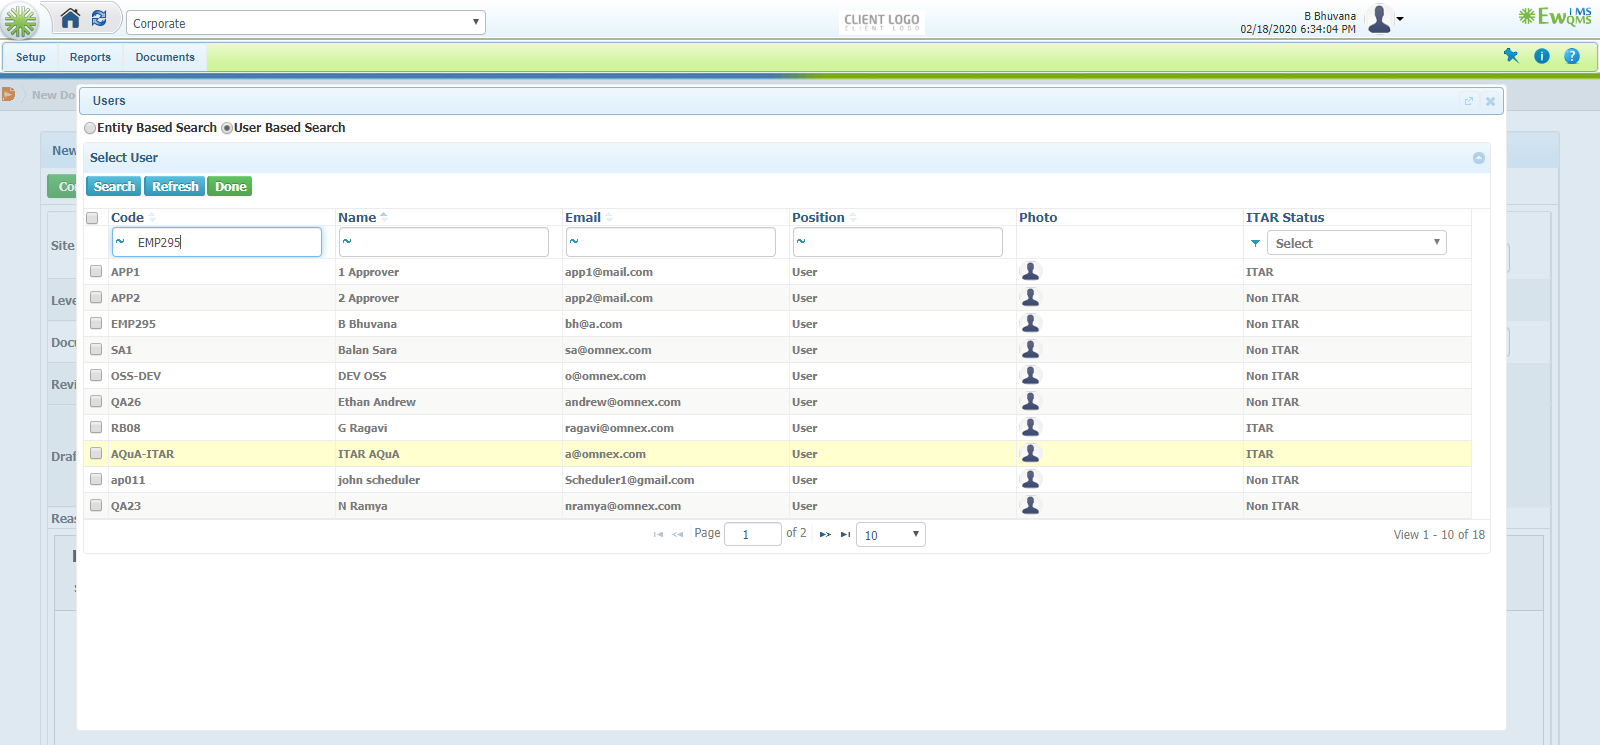 Corporate
CLIENT LOGO
CLIENT LOGO
B Bhuvana
02/18/2020 6:34:04 PM
EwQIMS
Setup Reports Documents
New Do
Users
Entity Based Search User Based Search
New
Select User
Co
Search Refresh Done
Code Name Email Position Photo ITAR Status
Site
~ EMP295 ~ ~ ~ Select
APP1 1 Approver app1@mail.com User ITAR
Leve
APP2 2 Approver app2@mail.com User Non ITAR
EMP295 B Bhuvana bh@a.com User Non ITAR
Docu
SA1 Balan Sara sa@omnex.com User Non ITAR
OSS-DEV DEV OSS o@omnex.com User Non ITAR
Revi
QA26 Ethan Andrew andrew@omnex.com User Non ITAR
RB08 G Ragavi ragavi@omnex.com User ITAR
Draf
AQuA-ITAR ITAR AQuA a@omnex.com User ITAR
ap011 john scheduler Scheduler1@gmail.com User Non ITAR
QA23 N Ramya nramya@omnex.com User Non ITAR
Reas
Page 1 of 2 10 View 1 - 10 of 18